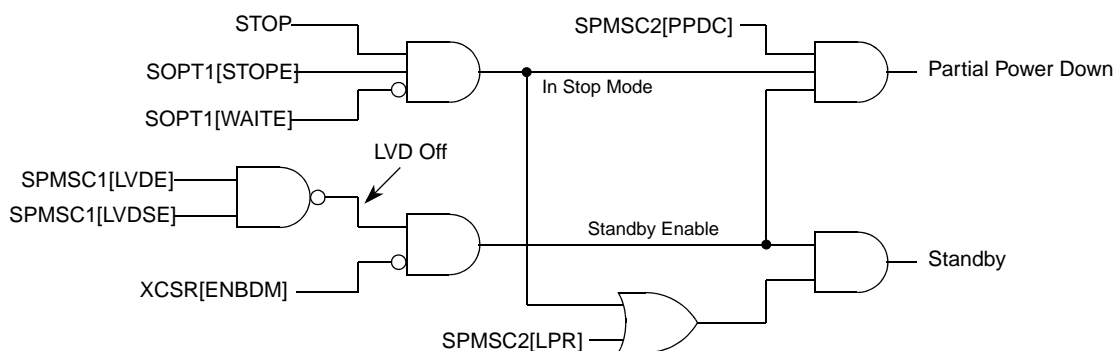 STOP
SOPT1[STOPE]
SOPT1[WAITE]
SPMSC2[PPDC]
In Stop Mode
Partial Power Down
LVD Off
SPMSC1[LVDE]
SPMSC1[LVDSE]
XCSR[ENBDM]
Standby Enable
Standby
SPMSC2[LPR]